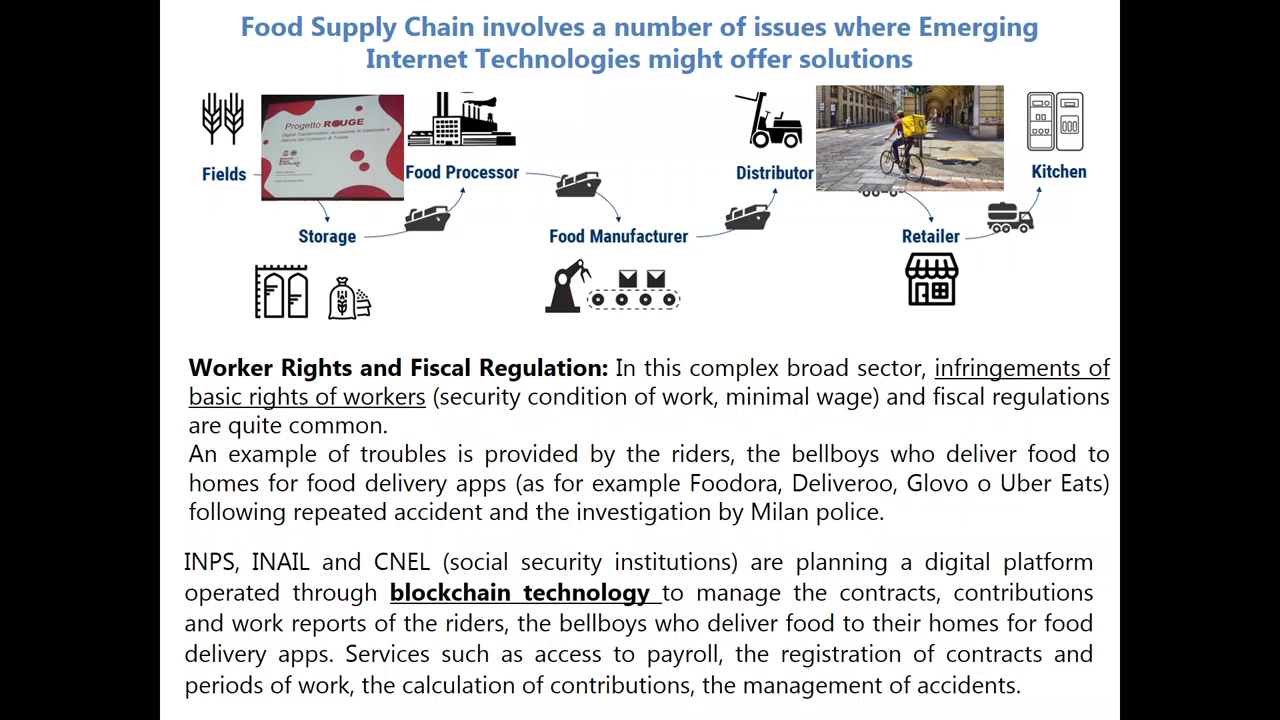 Food Supply Chain involves a number of issues where Emerging
Internet Technologies might offer solutions
Progetto ROUGE
Fields
Food Processor
Distributor
Kitchen
Storage
Food Manufacturer
Retailer
Worker Rights and Fiscal Regulation: In this complex broad sector, infringements of
basic rights of workers (security condition of work, minimal wage) and fiscal regulations
are quite common.
An example of troubles is provided by the riders, the bellboys who deliver food to
homes for food delivery apps (as for example Foodora, Deliveroo, Glovo o Uber Eats)
following repeated accident and the investigation by Milan police.
INPS, INAIL and CNEL (social security institutions) are planning a digital platform
operated through blockchain technology to manage the contracts, contributions
and work reports of the riders, the bellboys who deliver food to their homes for food
delivery apps. Services such as access to payroll, the registration of contracts and
periods of work, the calculation of contributions, the management of accidents.